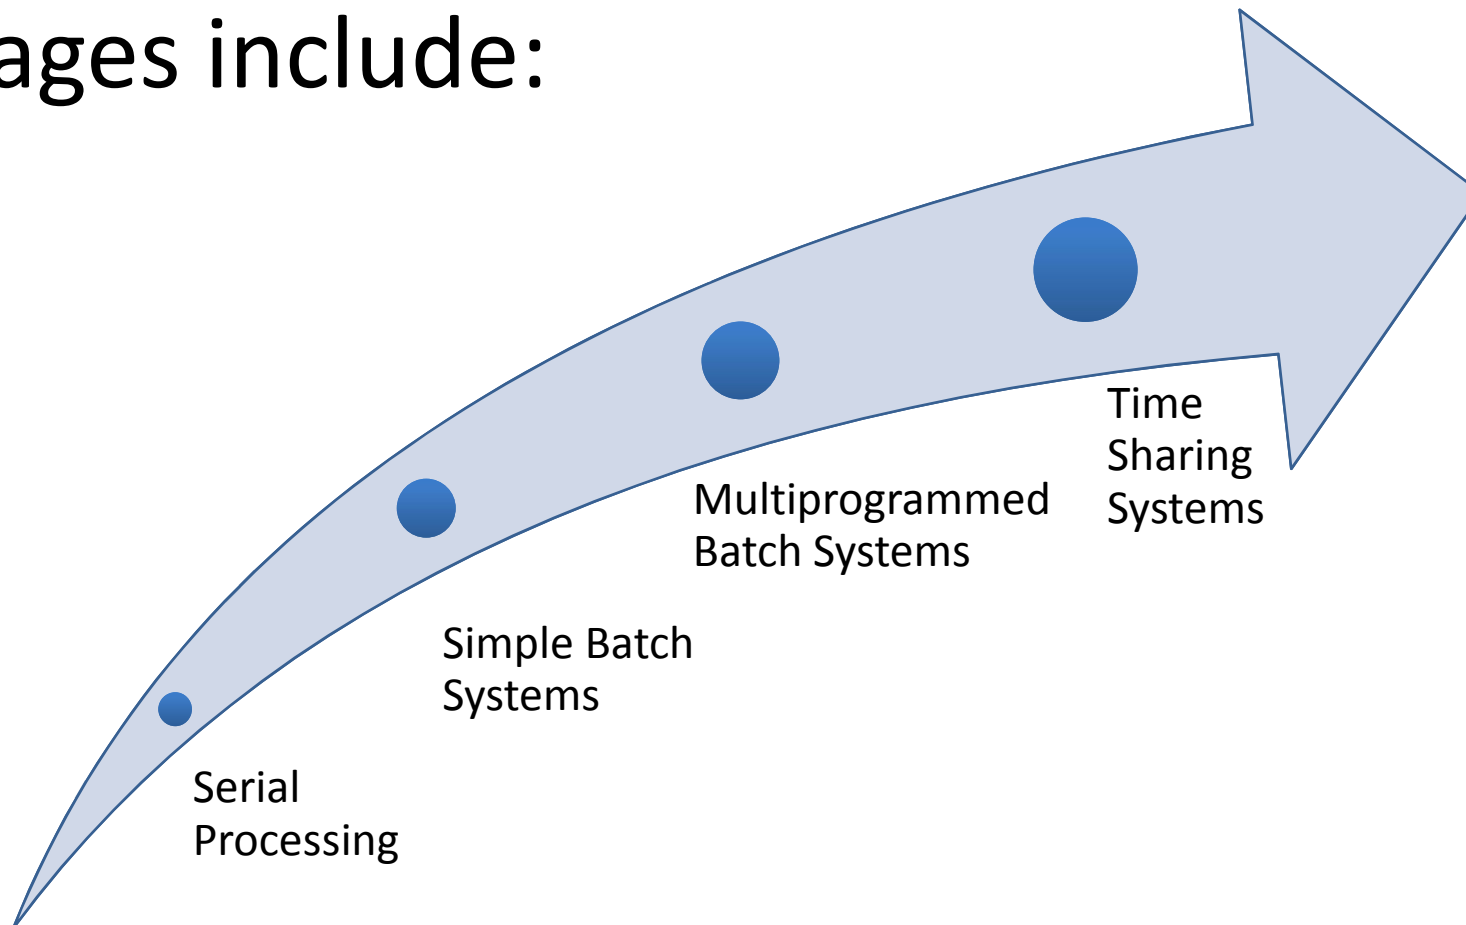 ages include:
Time
Sharing
Systems
Multiprogrammed
Batch Systems
Simple Batch
Systems
Serial
Processing